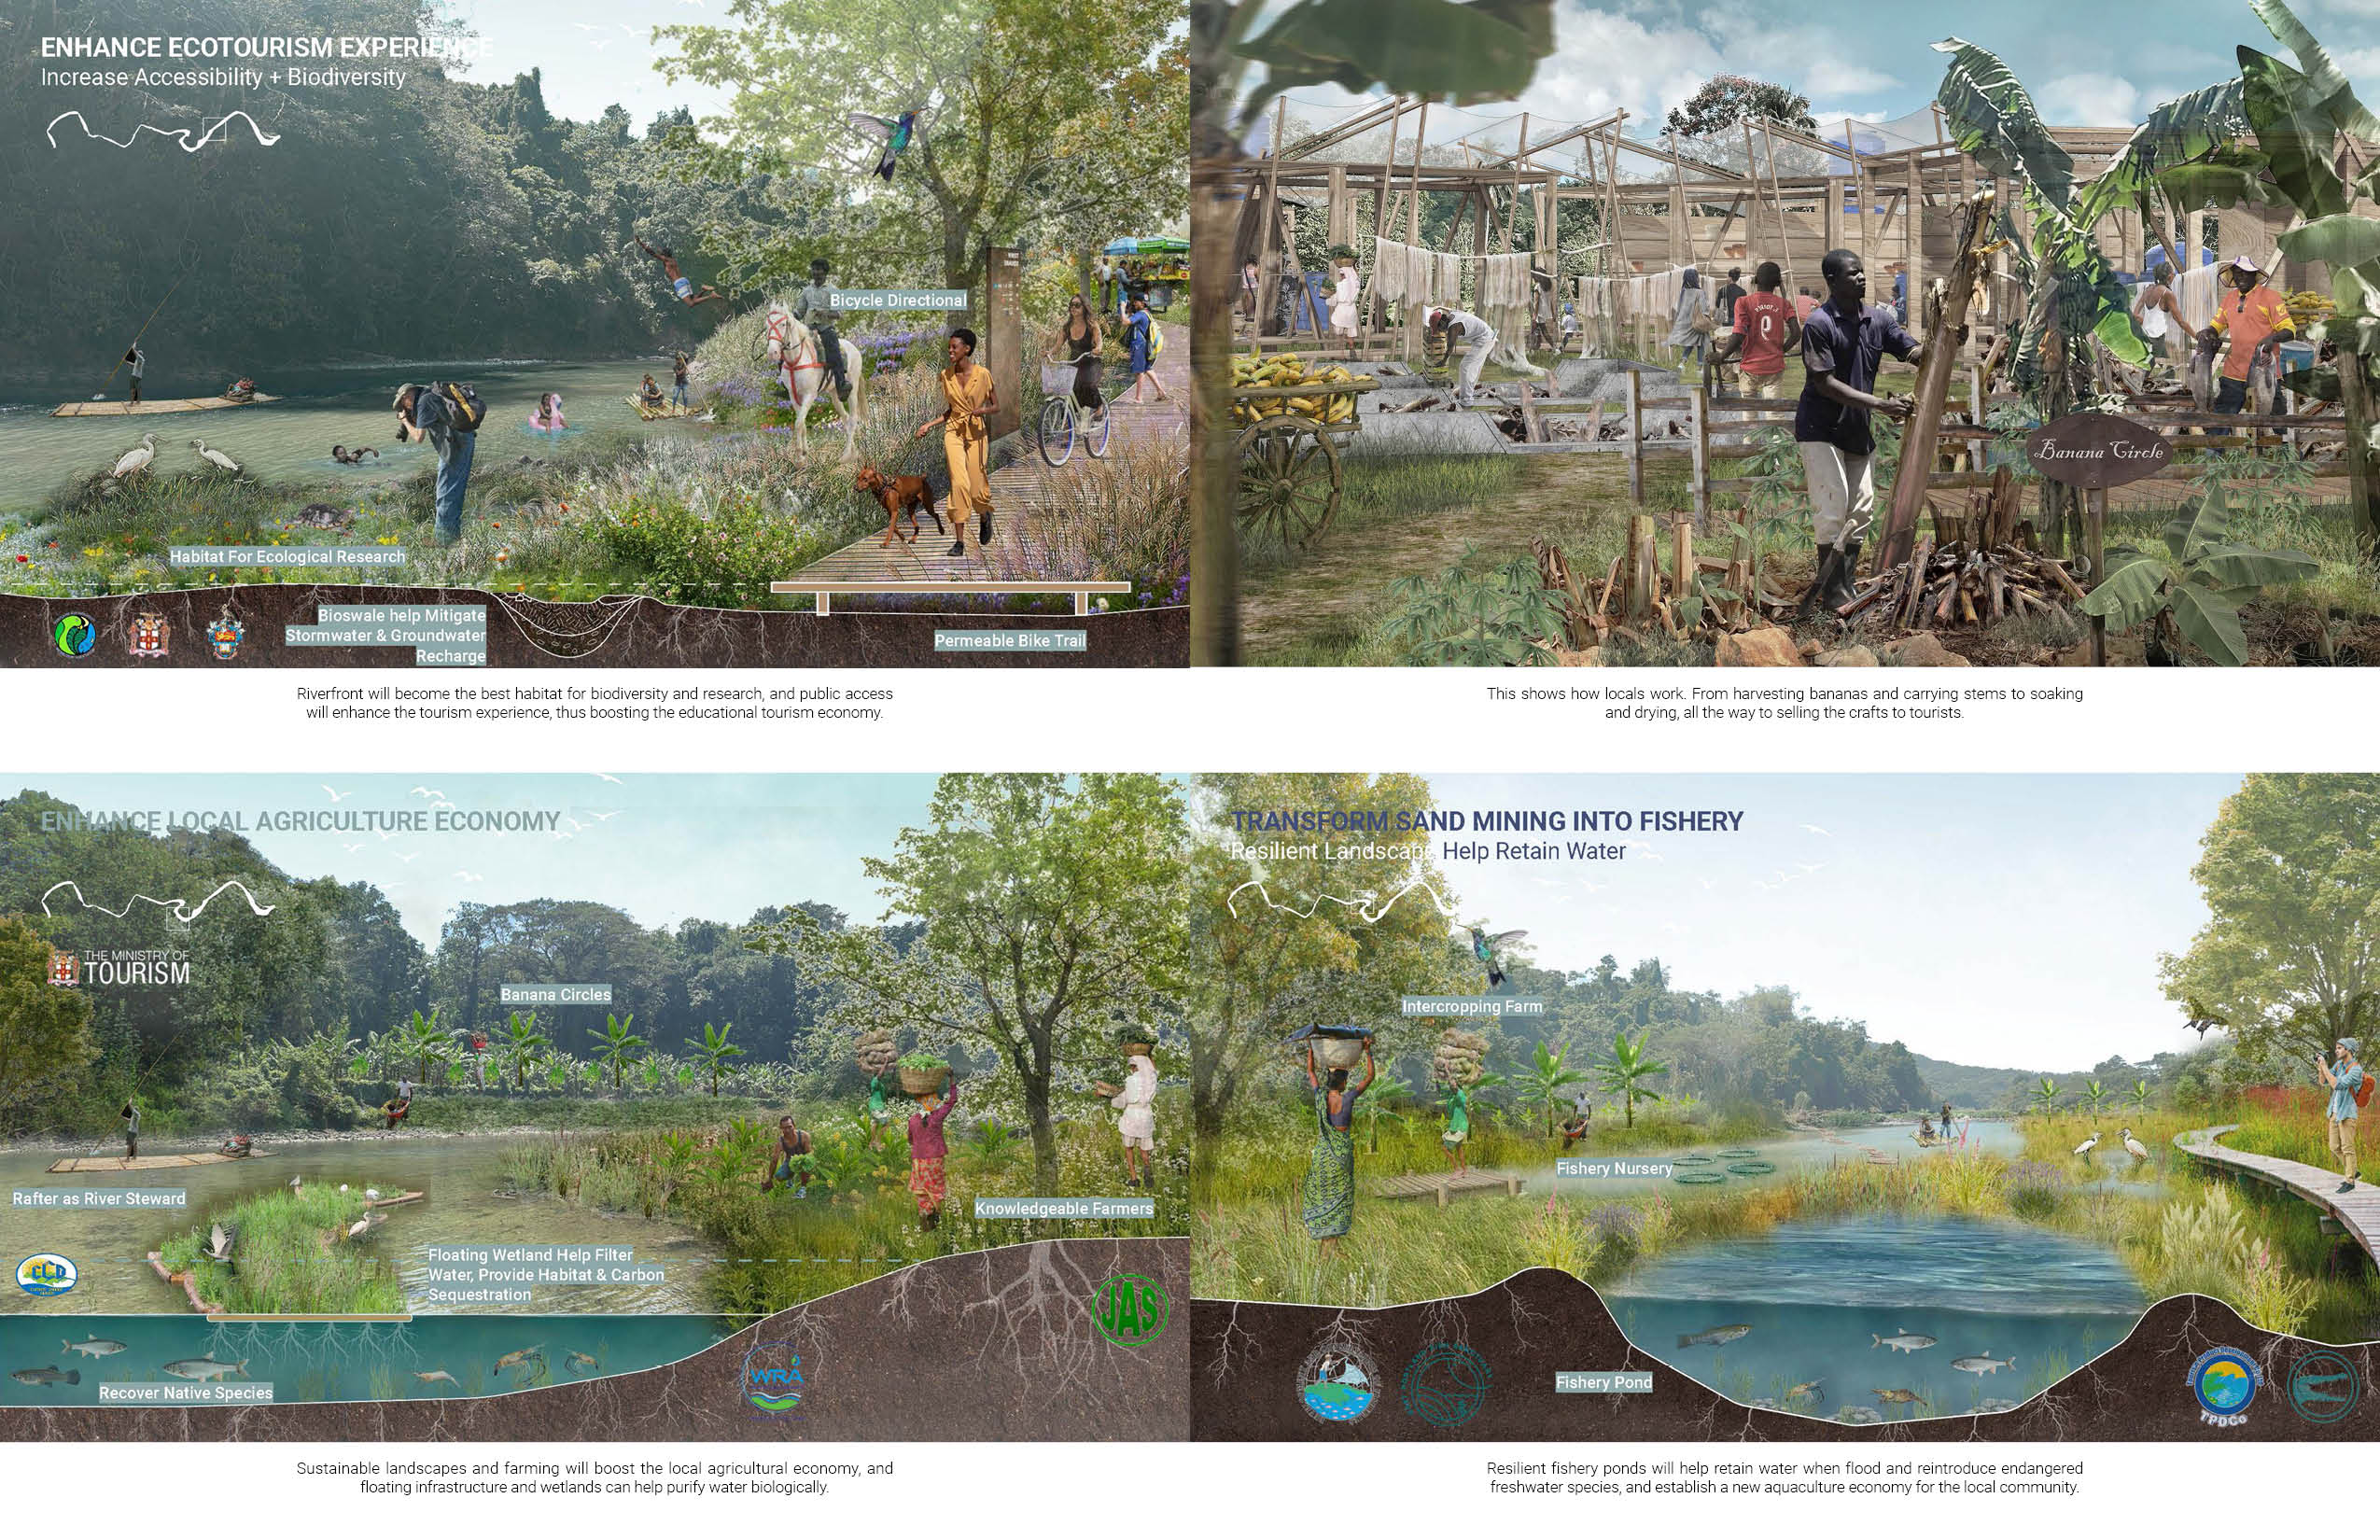 ENHANCE ECOTOURISM EXPERIENCE
Increase Accessibility + Biodiversity
Bicycle Directional
Habitat For Ecological Research
Bioswale help Mitigate
Stormwater & Groundwater
Recharge
Permeable Bike Trail
Riverfront will become the best habitat for biodiversity and research, and public access
will enhance the tourism experience, thus boosting the educational tourism economy.
9
Banana Circle
This shows how locals work. From harvesting bananas and carrying stems to soaking
and drying, all the way to selling the crafts to tourists.
ENHANCE LOCAL AGRICULTURE ECONOMY
THE MINISTRY OF
TOURISM
Banana Circles
Rafter as River Steward
Knowledgeable Farmers
Floating Wetland Help Filter
Water, Provide Habitat & Carbon
Sequestration
CCD
JAS
WRA
Recover Native Species
Sustainable landscapes and farming will boost the local agricultural economy, and
floating infrastructure and wetlands can help purify water biologically.
TRANSFORM SAND MINING INTO FISHERY
Resilient Landscape Help Retain Water
Intercropping Farm
Fishery Nursery
Fishery Pond
TPDCo
Resilient fishery ponds will help retain water when flood and reintroduce endangered
freshwater species, and establish a new aquaculture economy for the local community.